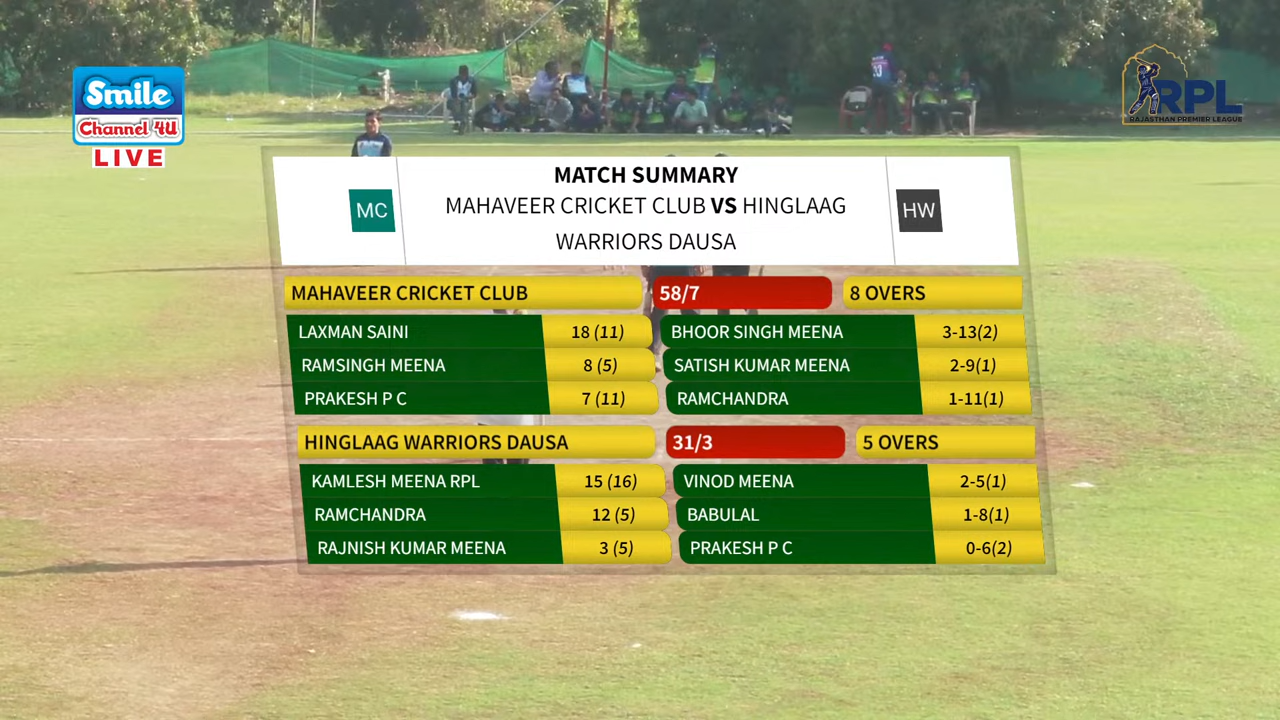 Smile
Channel 4U
LIVE
RPL
RAJASTHAN PREMIER LEAGUE
MATCH SUMMARY
MC
MAHAVEER CRICKET CLUB VS HINGLAAG
WARRIORS DAUSA
HW
MAHAVEER CRICKET CLUB 58/7 8 OVERS
LAXMAN SAINI 18 (11) BHOOR SINGH MEENA 3-13(2)
RAMSINGH MEENA 8 (5) SATISH KUMAR MEENA 2-9(1)
PRAKESH P C 7 (11) RAMCHANDRA 1-11(1)
HINGLAAG WARRIORS DAUSA 31/3 5 OVERS
KAMLESH MEENA RPL 15 (16) VINOD MEENA 2-5(1)
RAMCHANDRA 12 (5) BABULAL 1-8(1)
RAJNISH KUMAR MEENA 3 (5) PRAKESH P C 0-6(2)